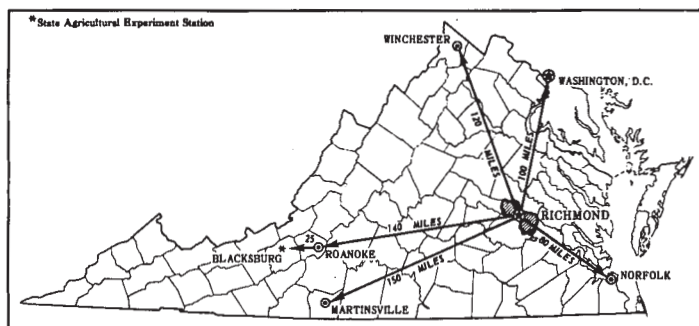 *State Agricultural Experiment Station
WINCHESTER
WASHINGTON, D.C.
120 MILES
100 MILES
RICHMOND
140 MILES
25
*
BLACKSBURG
ROANOKE
80 MILES
150 MILES
NORFOLK
MARTINSVILLE